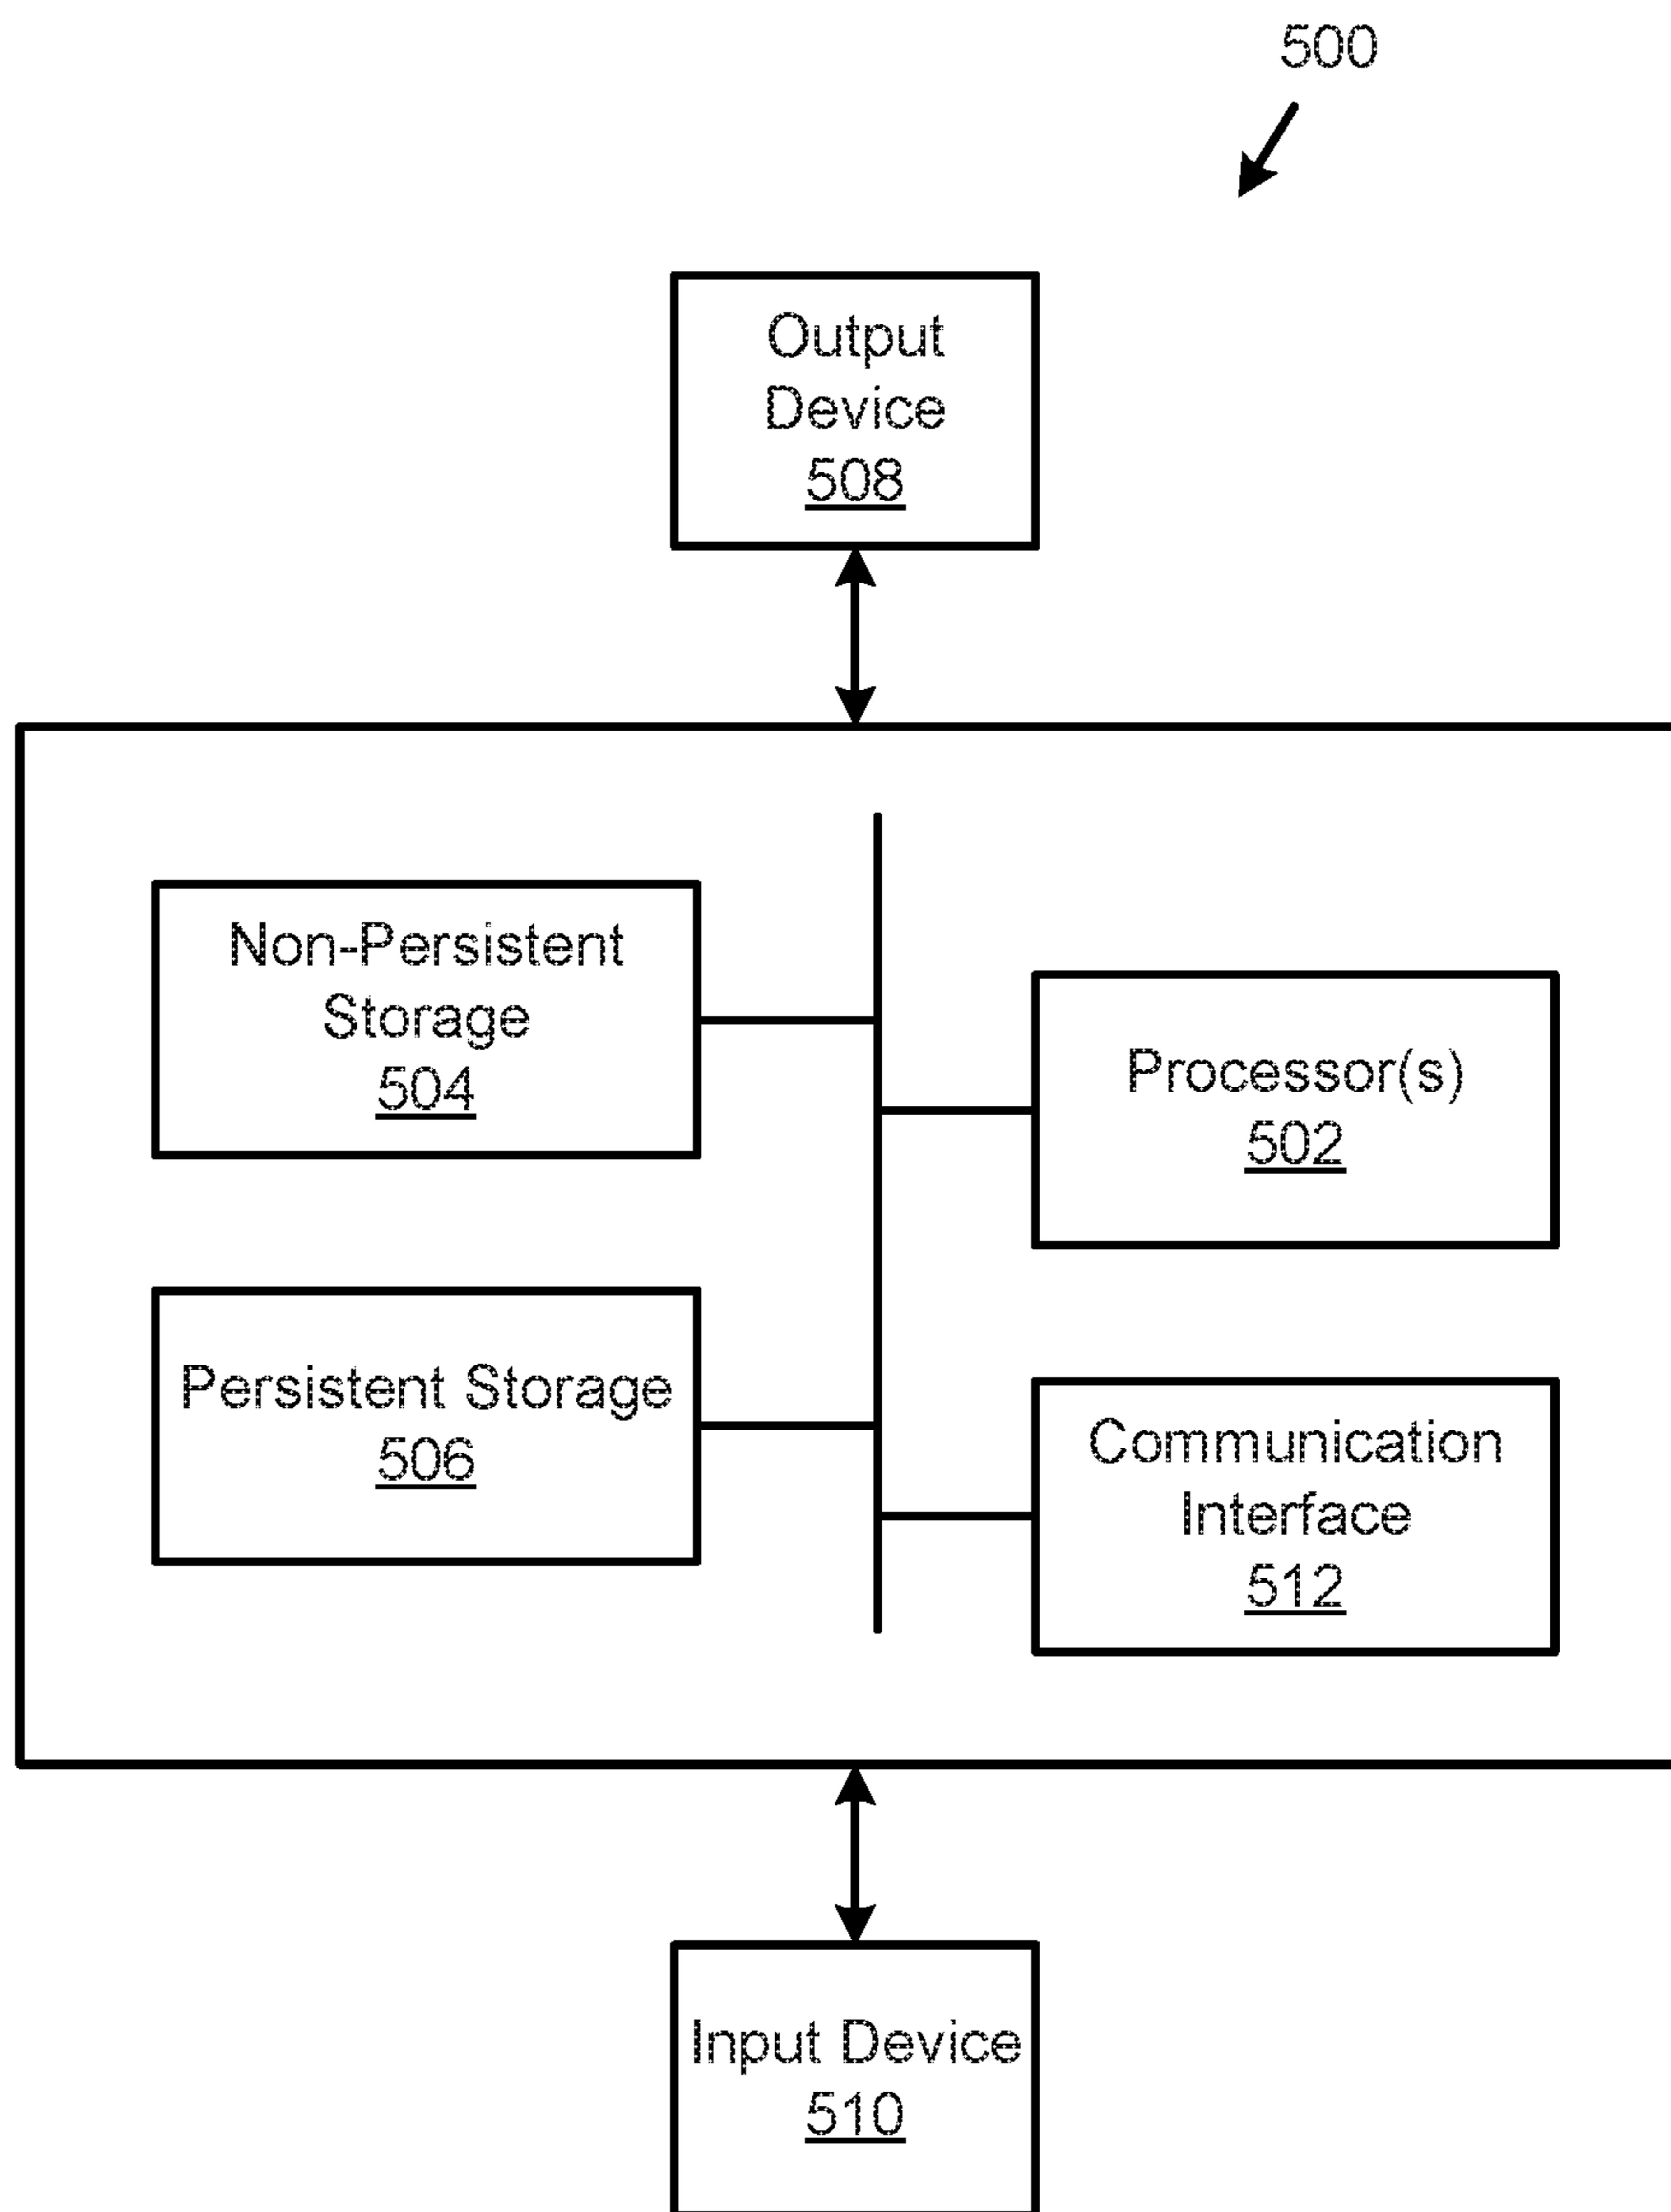 500
Output
Device
508
Non-Persistent
Storage
504
Processor(s)
502
Persistent Storage
506
Communication
Interface
512
Input Device
510